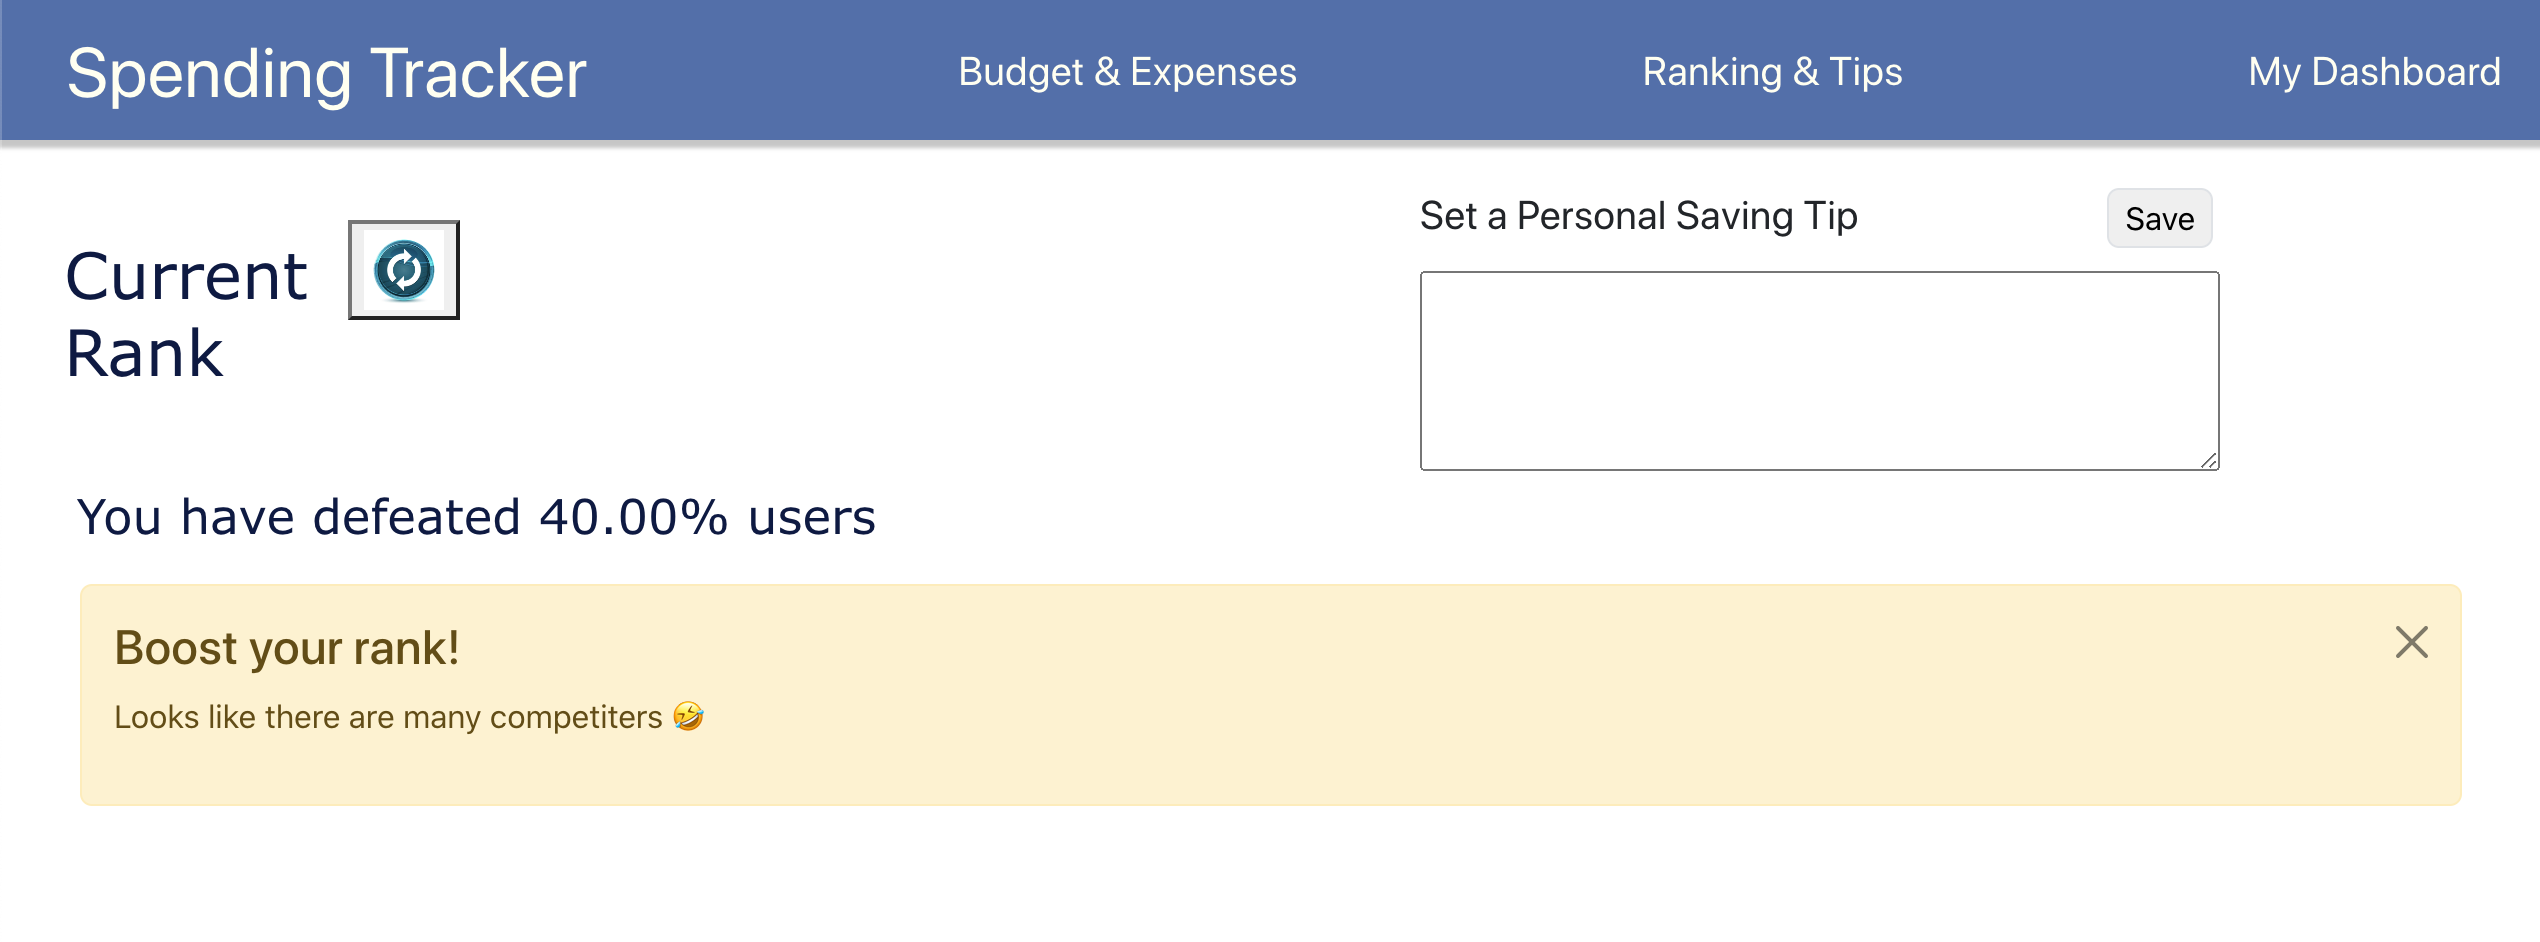 Spending Tracker
Budget & Expenses
Ranking & Tips
My Dashboard
Current
Rank
Set a Personal Saving Tip
Save
You have defeated 40.00% users
Boost your rank!
Looks like there are many competiters 🤣